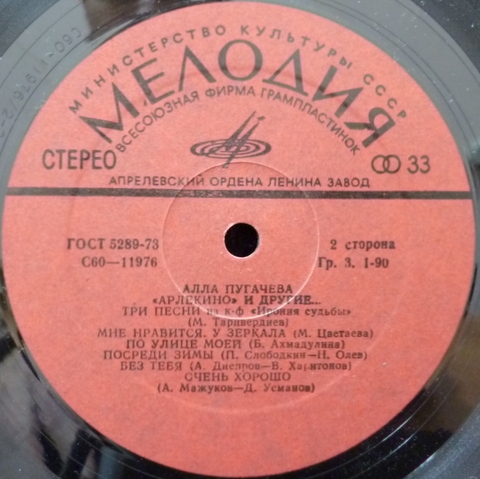 МИНИСТЕРСТВО КУЛЬТУРЫ СССР
МЕЛОДИЯ
ВСЕСОЮЗНАЯ ФИРМА ГРАМПЛАСТИНОК
СТЕРЕО 33
АПРЕЛЕВСКИЙ ОРДЕНА ЛЕНИНА ЗАВОД
ГОСТ 5289-73 2 сторона
С60—11976 Гр. 3. 1-90
АЛЛА ПУГАЧЕВА
«АРЛЕКИНО» И ДРУГИЕ...
ТРИ ПЕСНИ из к-ф «Ирония судьбы»
(М. Таривердиев)
МНЕ НРАВИТСЯ. У ЗЕРКАЛА (М. Цветаева)
ПО УЛИЦЕ МОЕЙ (Б. Ахмадулина)
ПОСРЕДИ ЗИМЫ (П. Слободкин—Н. Олев)
БЕЗ ТЕБЯ (А. Днепров—В. Харитонов)
ОЧЕНЬ ХОРОШО
(А. Мажуков—Д. Усманов)